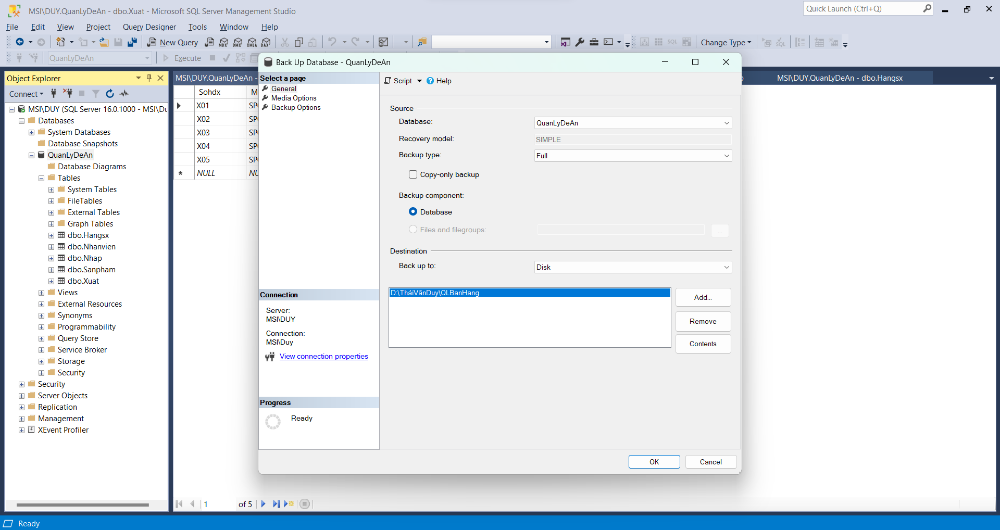 MSI\DUY.QuanLyDeAn - dbo.Xuat - Microsoft SQL Server Management Studio
Quick Launch (Ctrl+Q)
File Edit View Project Query Designer Tools Window Help
New Query MDX DMX XMLA DAX SQL Change Type
QuanLyDeAn Execute
Object Explorer
Connect
MSI\DUY (SQL Server 16.0.1000 - MSI\Du
Databases
System Databases
Database Snapshots
QuanLyDeAn
Database Diagrams
Tables
System Tables
FileTables
External Tables
Graph Tables
dbo.Hangsx
dbo.Nhanvien
dbo.Nhap
dbo.Sanpham
dbo.Xuat
Views
External Resources
Synonyms
Programmability
Query Store
Service Broker
Storage
Security
Security
Server Objects
Replication
Management
XEvent Profiler
MSI\DUY.QuanLyDeAn -
MSI\DUY.QuanLyDeAn - dbo.Hangsx
Sohdx M
X01 SP
X02 SP
X03 SP
X04 SP
X05 SP
* NULL NU
1 of 5
Back Up Database - QuanLyDeAn
Select a page
General
Media Options
Backup Options
Connection
Server:
MSI\DUY
Connection:
MSI\Duy
View connection properties
Progress
Ready
Script Help
Source
Database: QuanLyDeAn
Recovery model: SIMPLE
Backup type: Full
Copy-only backup
Backup component:
Database
Files and filegroups: ...
Destination
Back up to: Disk
D:\TháiVănDuy\QLBanHang
Add...
Remove
Contents
OK Cancel
Ready